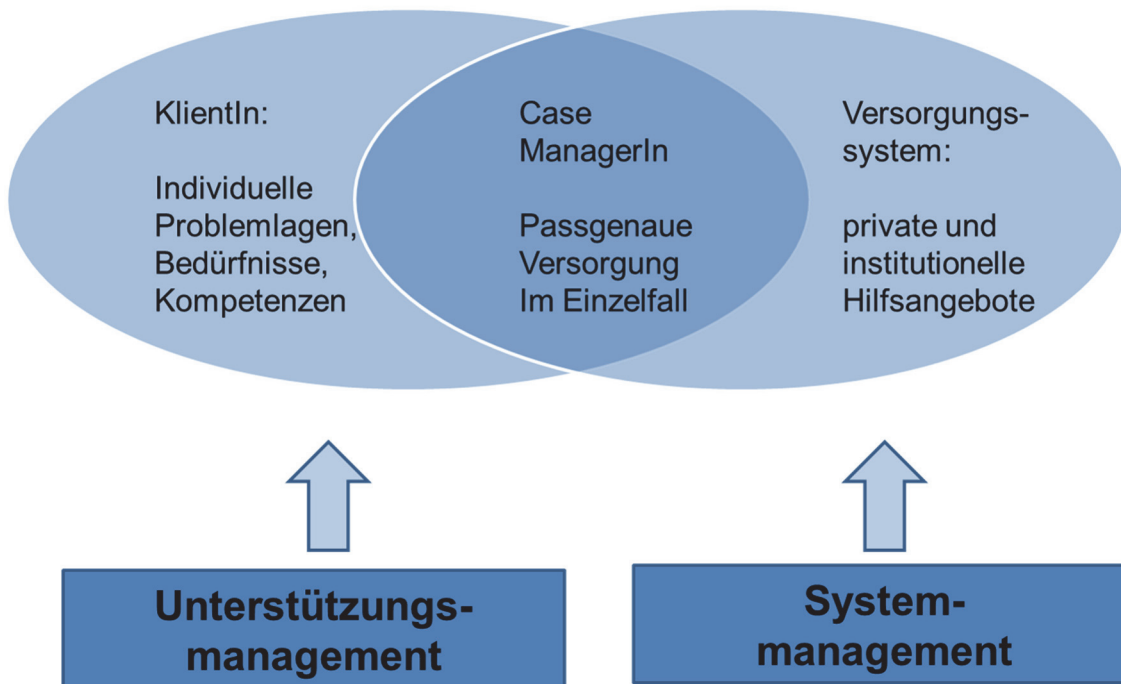 KlientIn:
Individuelle
Problemlagen,
Bedürfnisse,
Kompetenzen
Case
ManagerIn
Passgenaue
Versorgung
Im Einzelfall
Versorgungs-
system:
private und
institutionelle
Hilfsangebote
Unterstützungs-
management
System-
management